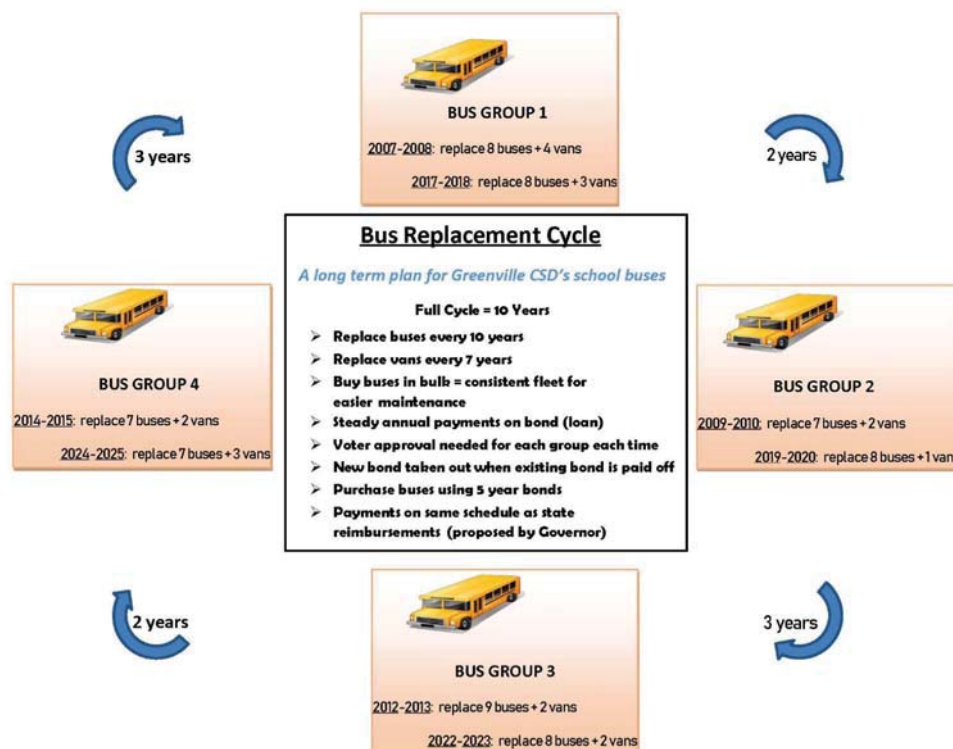 BUS GROUP 1
2007-2008: replace 8 buses + 4 vans
2017-2018: replace 8 buses + 3 vans
3 years
2 years
Bus Replacement Cycle
A long term plan for Greenville CSD's school buses
Full Cycle = 10 Years
➢ Replace buses every 10 years
➢ Replace vans every 7 years
➢ Buy buses in bulk = consistent fleet for
easier maintenance
➢ Steady annual payments on bond (loan)
➢ Voter approval needed for each group each time
➢ New bond taken out when existing bond is paid off
➢ Purchase buses using 5 year bonds
➢ Payments on same schedule as state
reimbursements (proposed by Governor)
BUS GROUP 4
2014-2015: replace 7 buses + 2 vans
2024-2025: replace 7 buses + 3 vans
BUS GROUP 2
2009-2010: replace 7 buses + 2 vans
2019-2020: replace 8 buses + 1 van
2 years
3 years
BUS GROUP 3
2012-2013: replace 9 buses + 2 vans
2022-2023: replace 8 buses + 2 vans